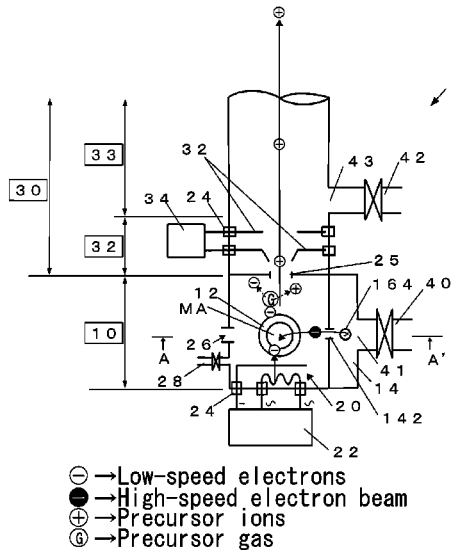 33
30
32
43
42
34
24
32
25
164
G
12
MA
40
10
26
A
A'
28
41
14
20
142
24
22
⊖→Low-speed electrons
●→High-speed electron beam
⊕→Precursor ions
Ⓖ→Precursor gas